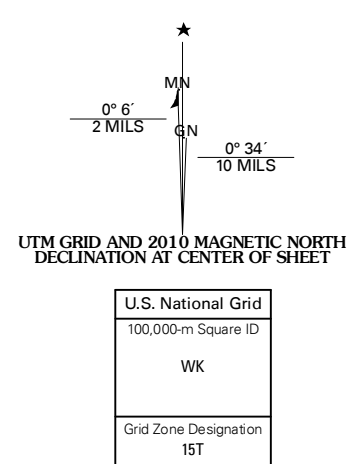 MN
0° 6´
2 MILS
GN
0° 34´
10 MILS
UTM GRID AND 2010 MAGNETIC NORTH
DECLINATION AT CENTER OF SHEET
U.S. National Grid
100,000-m Square ID
WK
Grid Zone Designation
15T